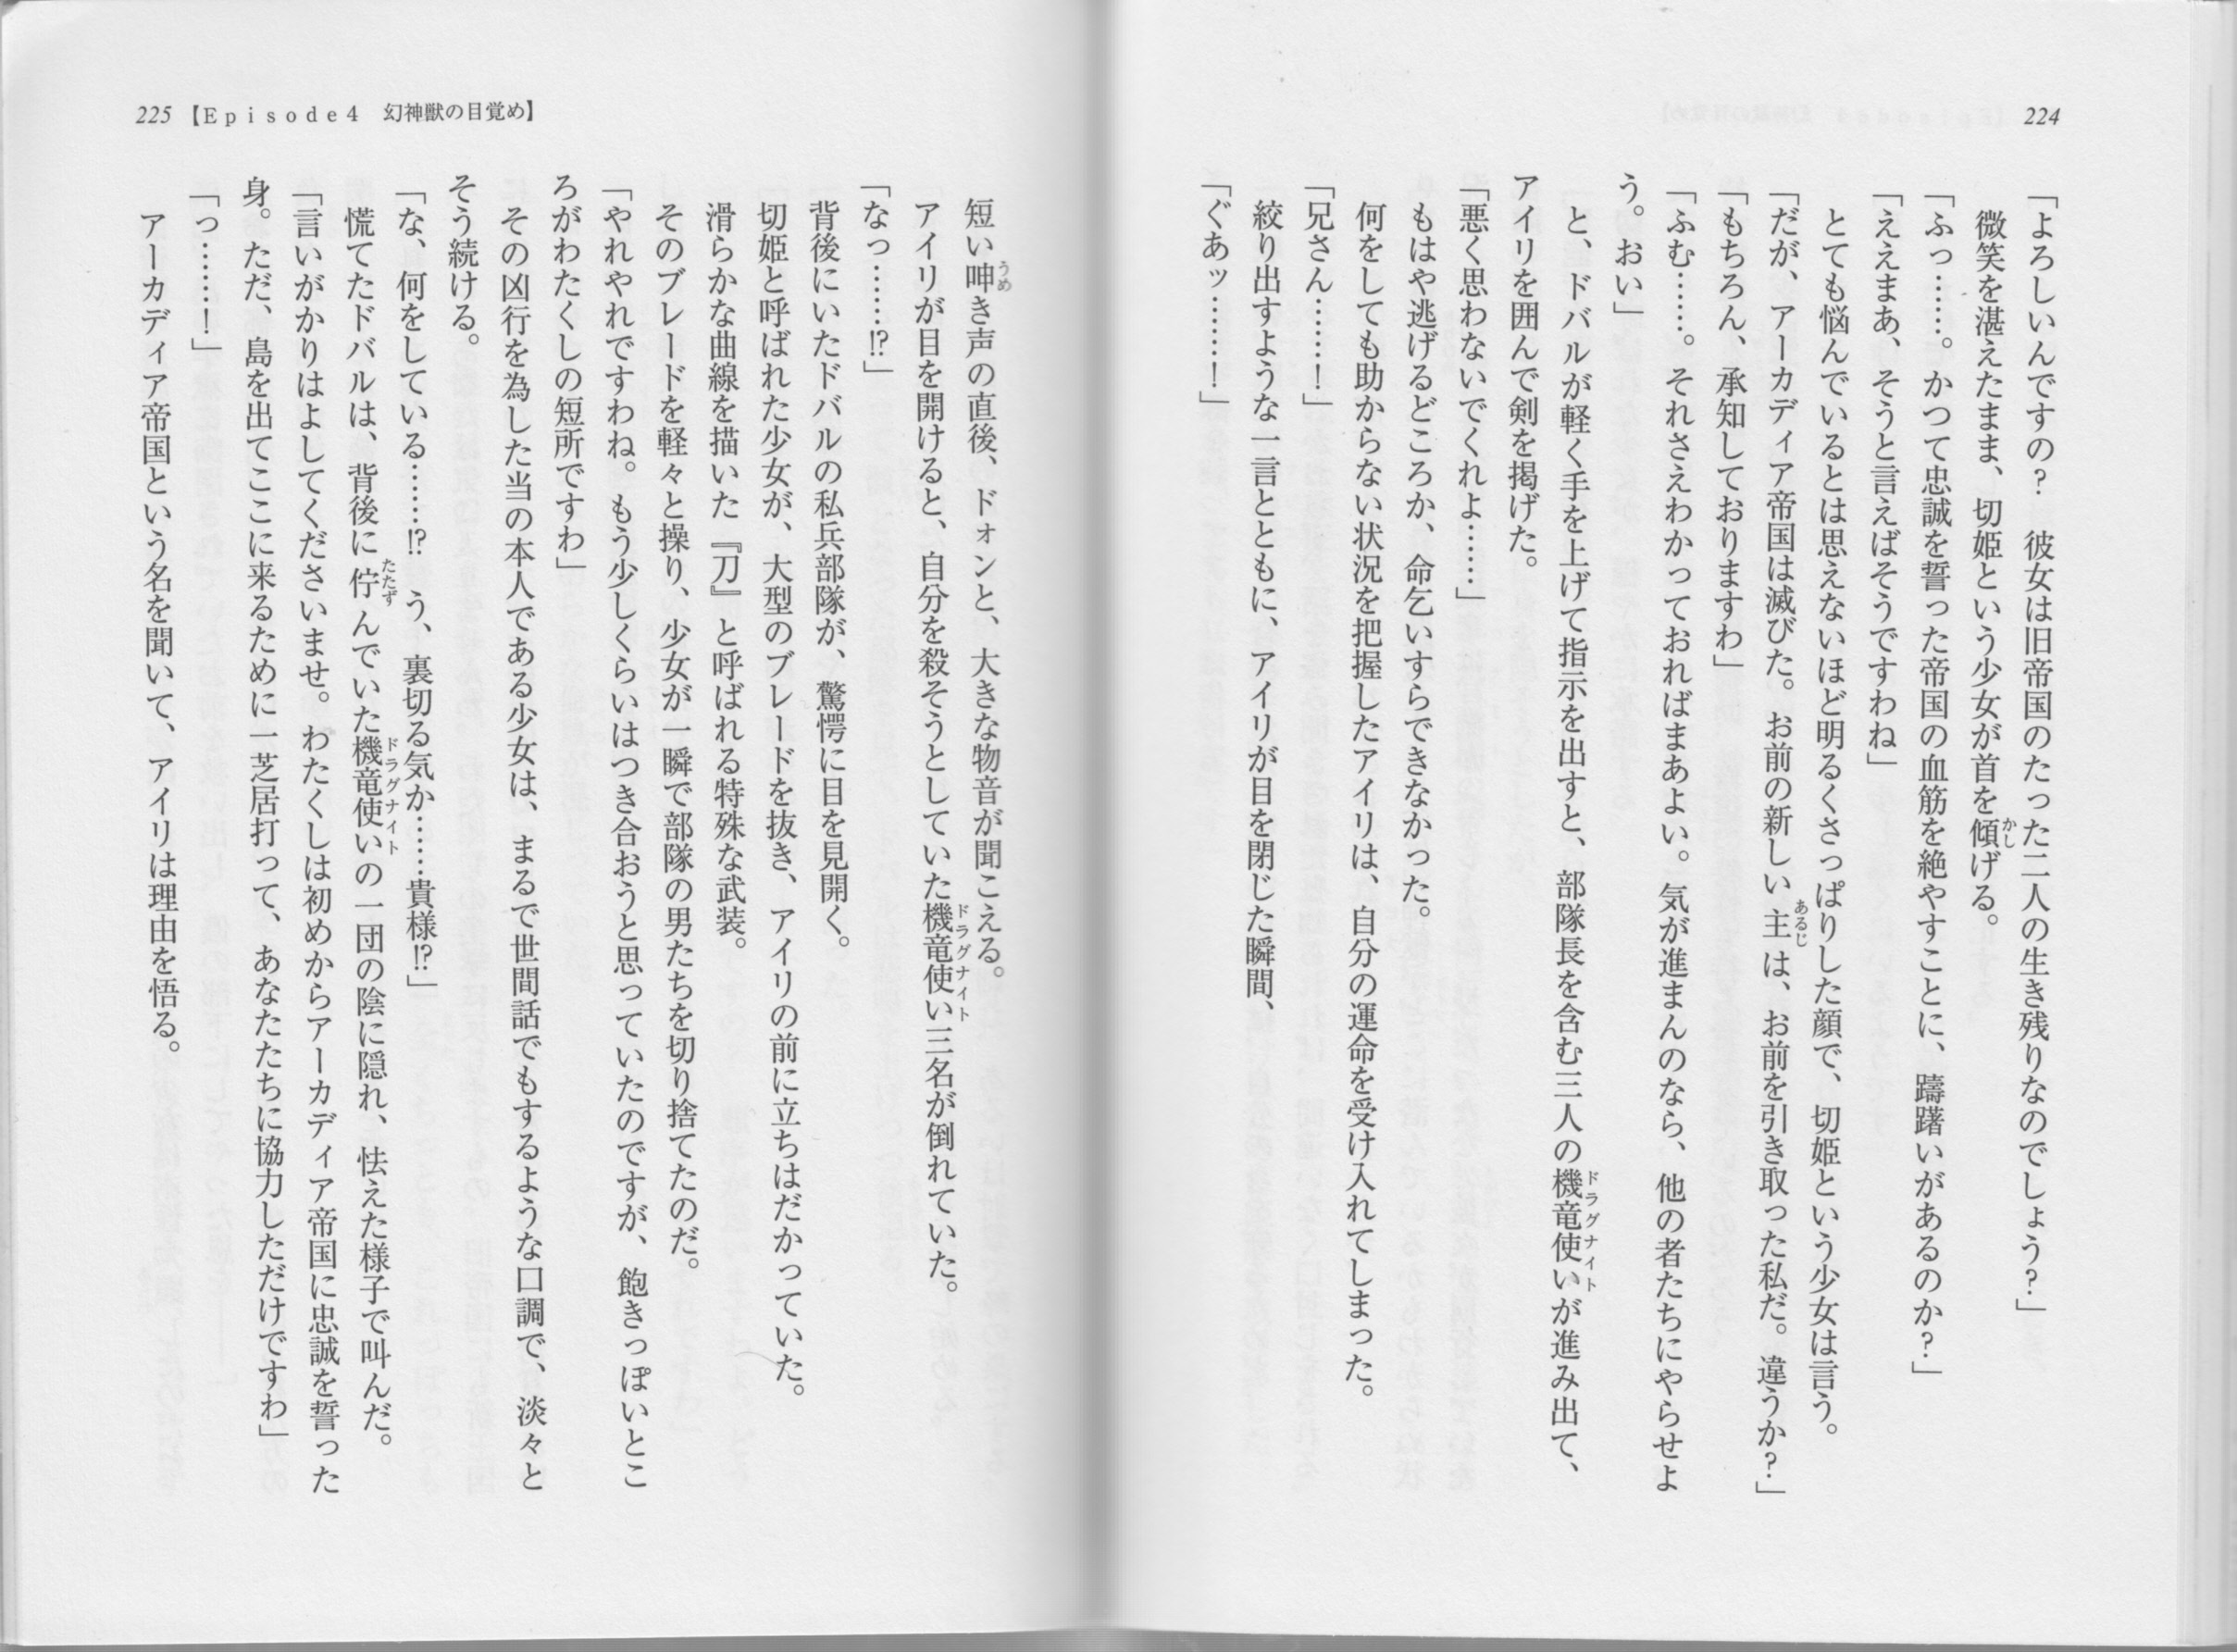 224
「よろしいんですの？　彼女は旧帝国のたった二人の生き残りなのでしょう？」
微笑を湛えたまま、切姫という少女が首を傾げる。
「ふっ……。かつて忠誠を誓った帝国の血筋を絶やすことに、躊躇いがあるのか？」
「ええまあ、そうと言えばそうですわね」
とても悩んでいるとは思えないほど明るくさっぱりした顔で、切姫という少女は言う。
「だが、アーカディア帝国は滅びた。お前の新しい主は、お前を引き取った私だ。違うか？」
「もちろん、承知しておりますわ」
「ふむ……。それさえわかっておればまあよい。気が進まんのなら、他の者たちにやらせよ
う。おい」
と、ドバルが軽く手を上げて指示を出すと、部隊長を含む三人の機竜使いが進み出て、
アイリを囲んで剣を掲げた。
「悪く思わないでくれよ……」
もはや逃げるどころか、命乞いすらできなかった。
何をしても助からない状況を把握したアイリは、自分の運命を受け入れてしまった。
「兄さん……！」
絞り出すような一言とともに、アイリが目を閉じた瞬間、
「ぐあッ……！」
225【Episode4　幻神獣の目覚め】
短い呻き声の直後、ドォンと、大きな物音が聞こえる。
アイリが目を開けると、自分を殺そうとしていた機竜使い三名が倒れていた。
「なっ……⁉」
背後にいたドバルの私兵部隊が、驚愕に目を見開く。
切姫と呼ばれた少女が、大型のブレードを抜き、アイリの前に立ちはだかっていた。
滑らかな曲線を描いた『刀』と呼ばれる特殊な武装。
そのブレードを軽々と操り、少女が一瞬で部隊の男たちを切り捨てたのだ。
「やれやれですわね。もう少しくらいはつき合おうと思っていたのですが、飽きっぽいとこ
ろがわたくしの短所ですわ」
その凶行を為した当の本人である少女は、まるで世間話でもするような口調で、淡々と
そう続ける。
「な、何をしている……⁉　う、裏切る気か……貴様⁉」
慌てたドバルは、背後に佇んでいた機竜使いの一団の陰に隠れ、怯えた様子で叫んだ。
「言いがかりはよしてくださいませ。わたくしは初めからアーカディア帝国に忠誠を誓った
身。ただ、島を出てここに来るために一芝居打って、あなたたちに協力しただけですわ」
「っ……！」
アーカディア帝国という名を聞いて、アイリは理由を悟る。